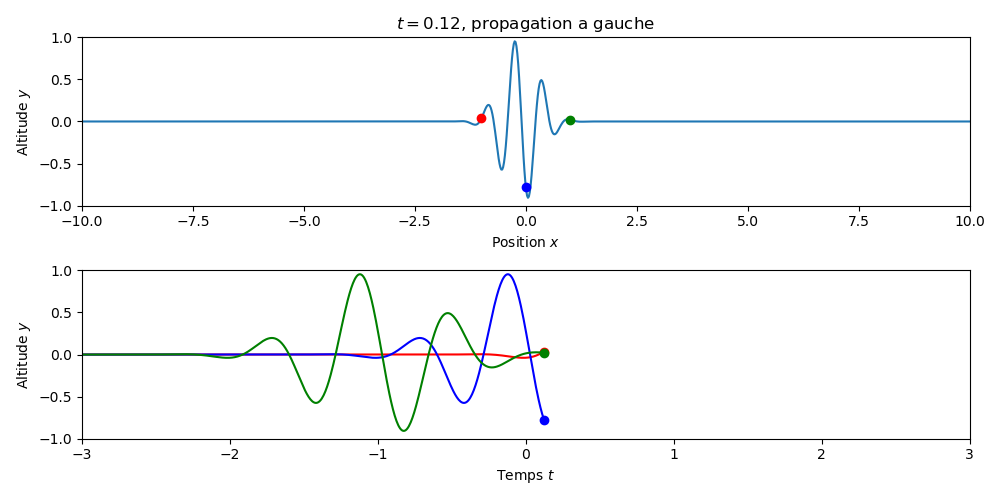 t = 0.12, propagation a gauche
1.0
0.5
0.0
−0.5
−1.0
Altitude y
−10.0 −7.5 −5.0 −2.5 0.0 2.5 5.0 7.5 10.0
Position x
1.0
0.5
0.0
−0.5
−1.0
Altitude y
−3 −2 −1 0 1 2 3
Temps t